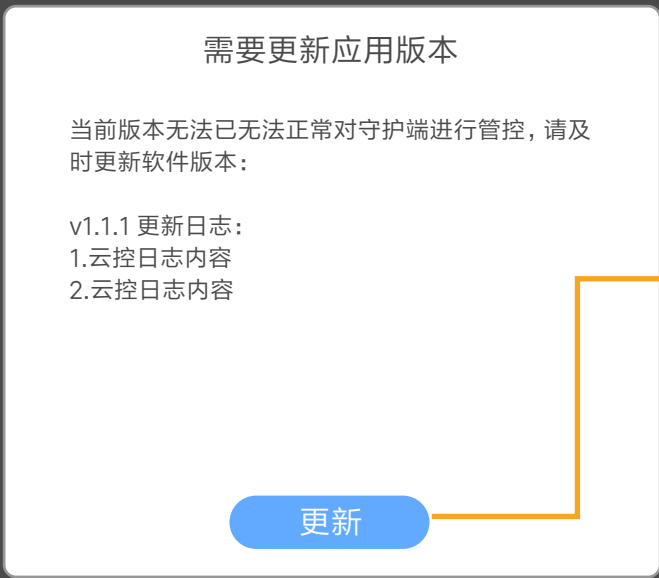 需要更新应用版本
当前版本无法已无法正常对守护端进行管控，请及
时更新软件版本：
v1.1.1 更新日志：
1.云控日志内容
2.云控日志内容
更新